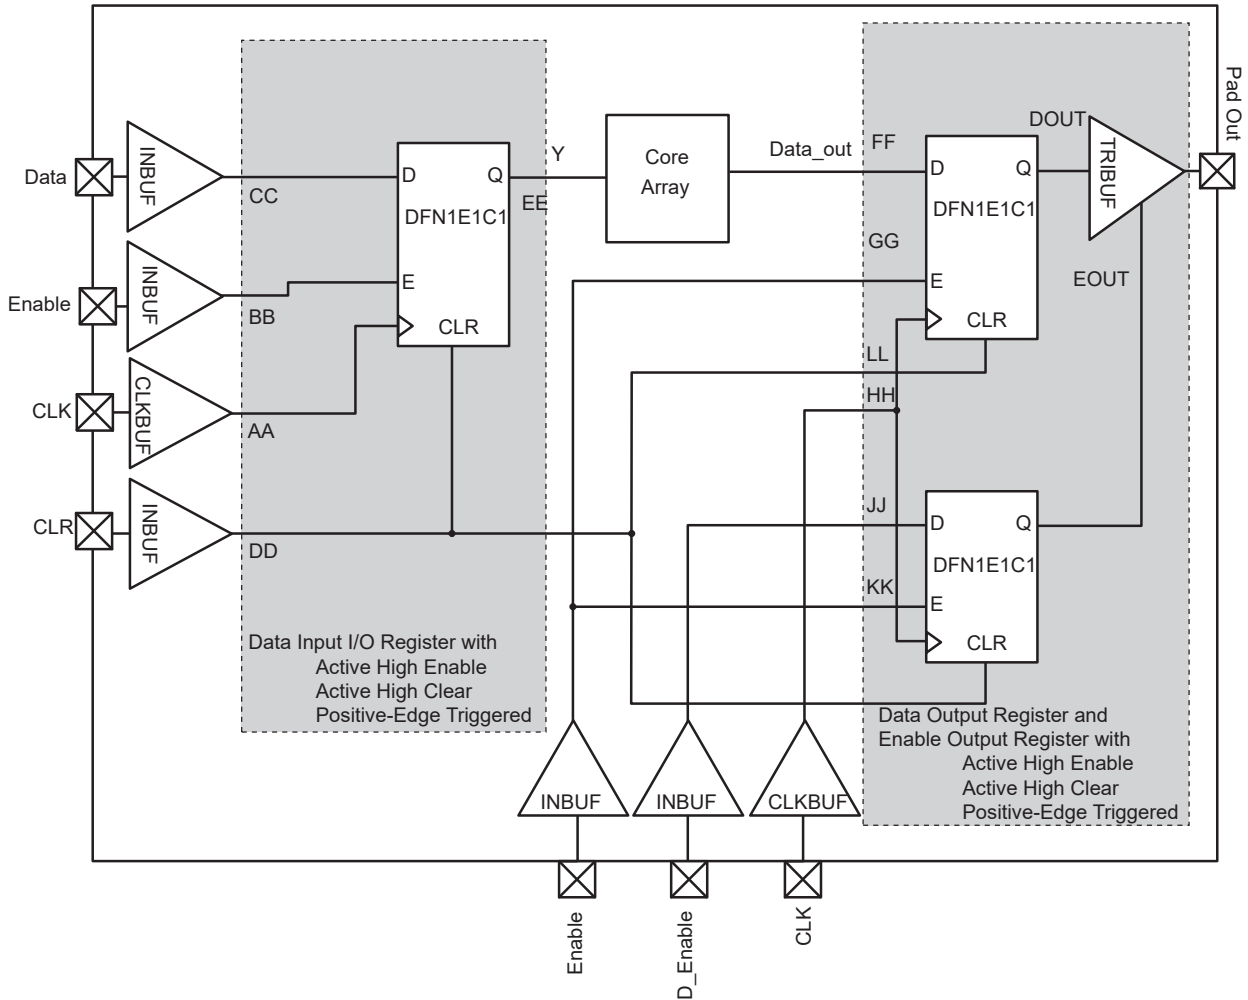 Data
INBUF
CC
Enable
INBUF
BB
CLK
CLKBUF
AA
CLR
INBUF
DD
D
Q
DFN1E1C1
E
CLR
Y
EE
Data Input I/O Register with
Active High Enable
Active High Clear
Positive-Edge Triggered
Core
Array
Data_out
FF
GG
LL
HH
JJ
KK
D
Q
DFN1E1C1
E
CLR
DOUT
TRIBUF
EOUT
Pad Out
D
Q
DFN1E1C1
E
CLR
Data Output Register and
Enable Output Register with
Active High Enable
Active High Clear
Positive-Edge Triggered
INBUF
INBUF
CLKBUF
Enable
D_Enable
CLK